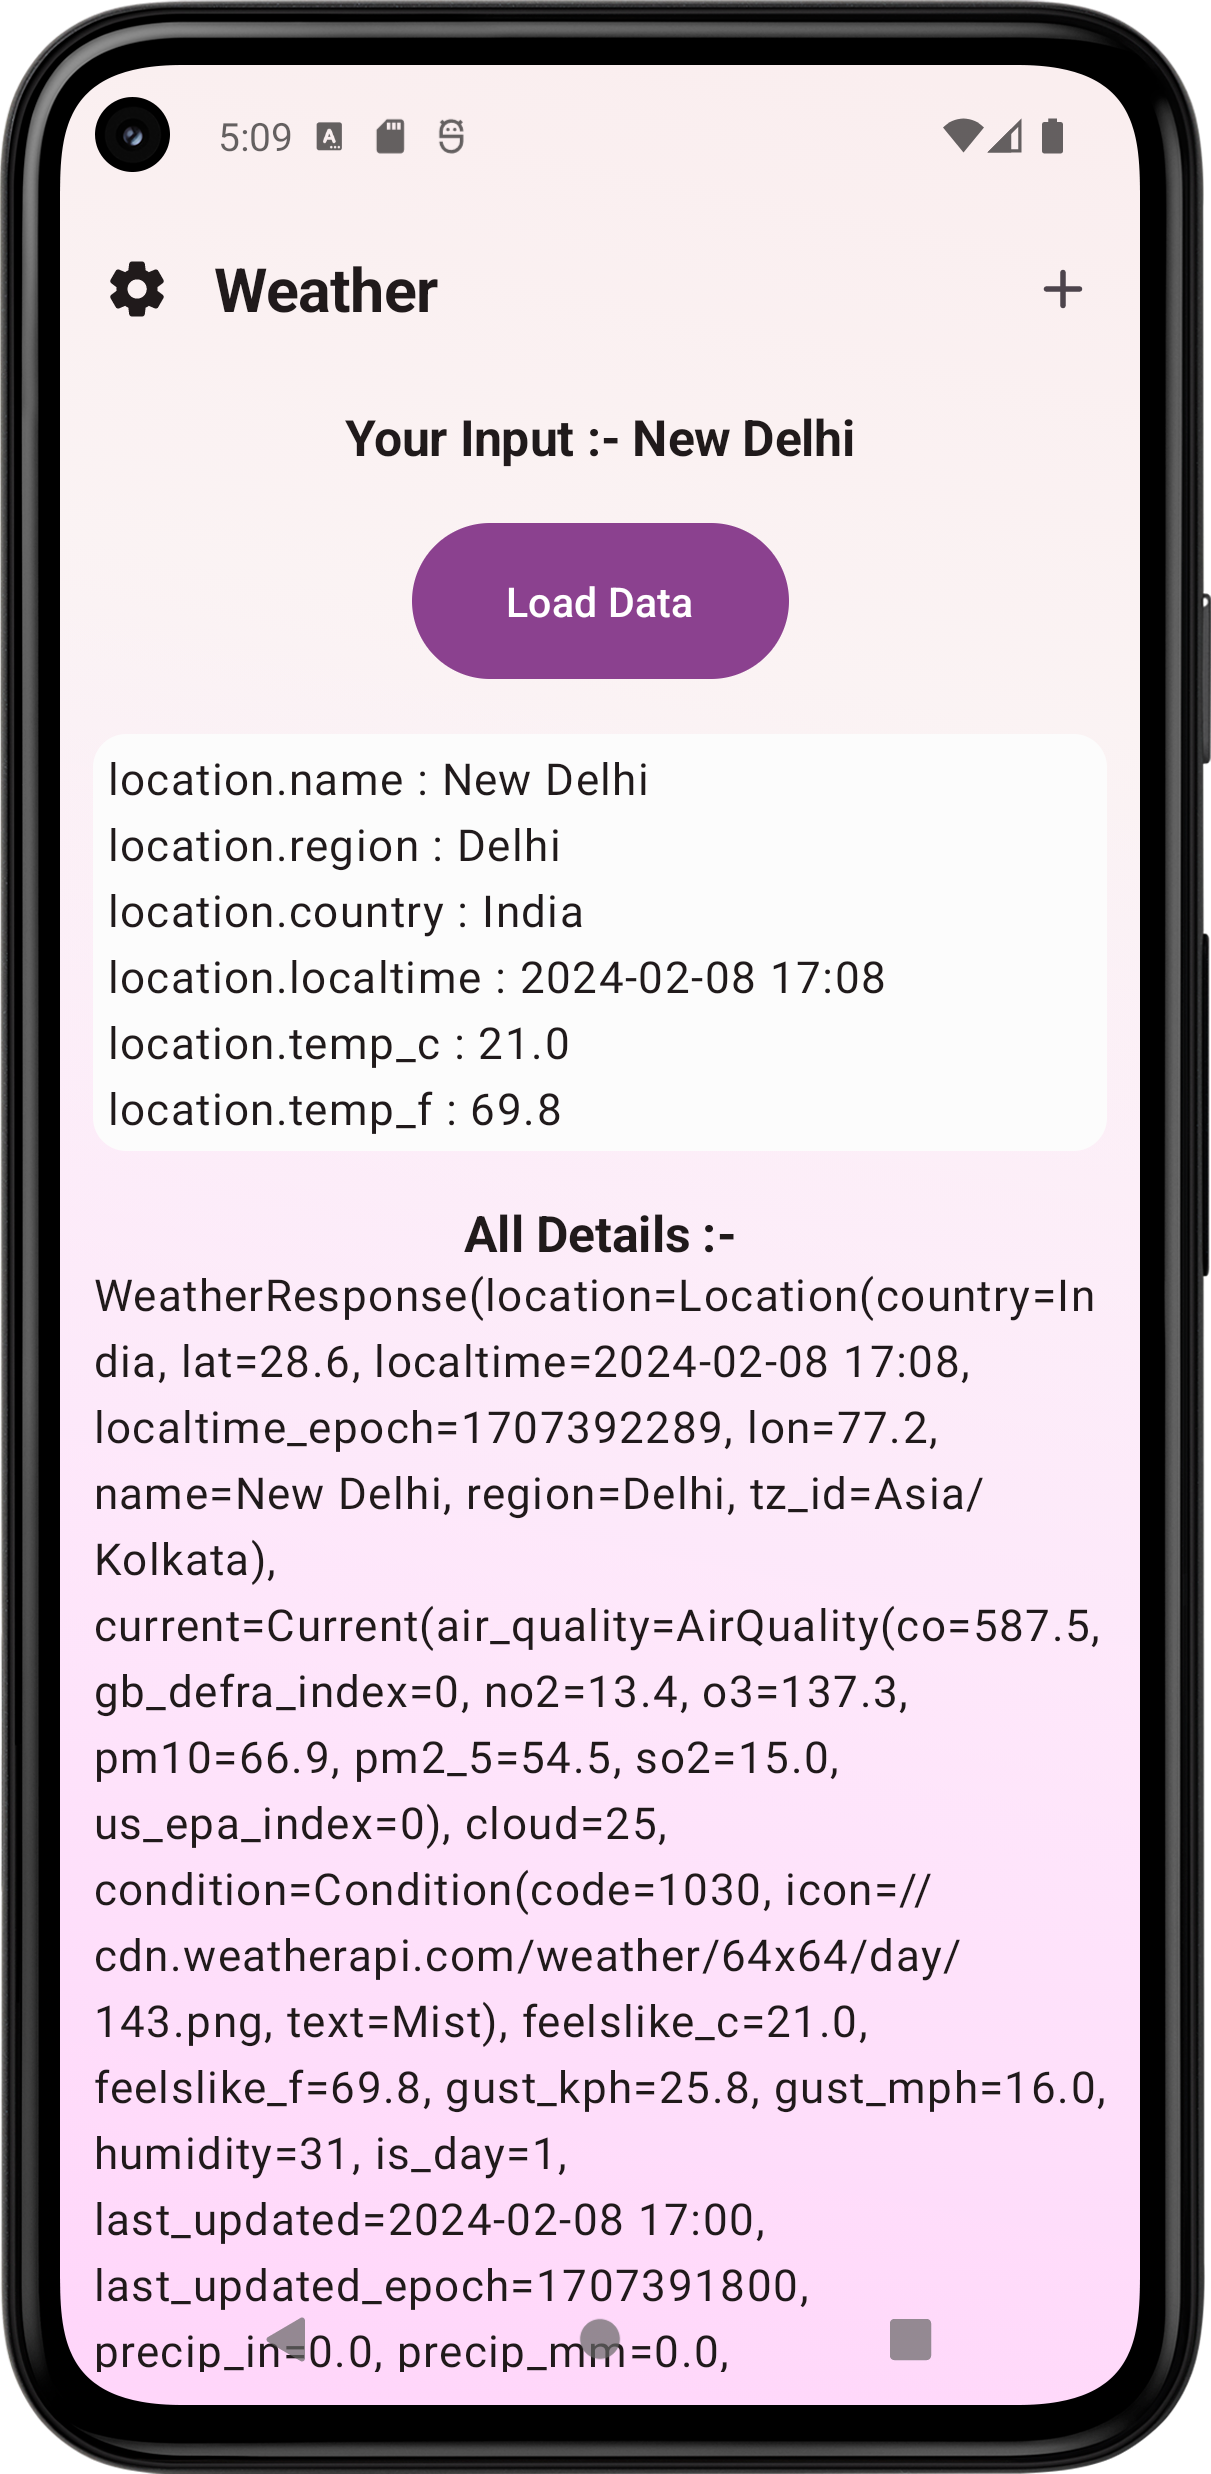 5:09
Weather
Your Input :- New Delhi
Load Data
location.name : New Delhi
location.region : Delhi
location.country : India
location.localtime : 2024-02-08 17:08
location.temp_c : 21.0
location.temp_f : 69.8
All Details :-
WeatherResponse(location=Location(country=In
dia, lat=28.6, localtime=2024-02-08 17:08,
localtime_epoch=1707392289, lon=77.2,
name=New Delhi, region=Delhi, tz_id=Asia/
Kolkata),
current=Current(air_quality=AirQuality(co=587.5,
gb_defra_index=0, no2=13.4, o3=137.3,
pm10=66.9, pm2_5=54.5, so2=15.0,
us_epa_index=0), cloud=25,
condition=Condition(code=1030, icon=//
cdn.weatherapi.com/weather/64x64/day/
143.png, text=Mist), feelslike_c=21.0,
feelslike_f=69.8, gust_kph=25.8, gust_mph=16.0,
humidity=31, is_day=1,
last_updated=2024-02-08 17:00,
last_updated_epoch=1707391800,
precip_in=0.0, precip_mm=0.0,